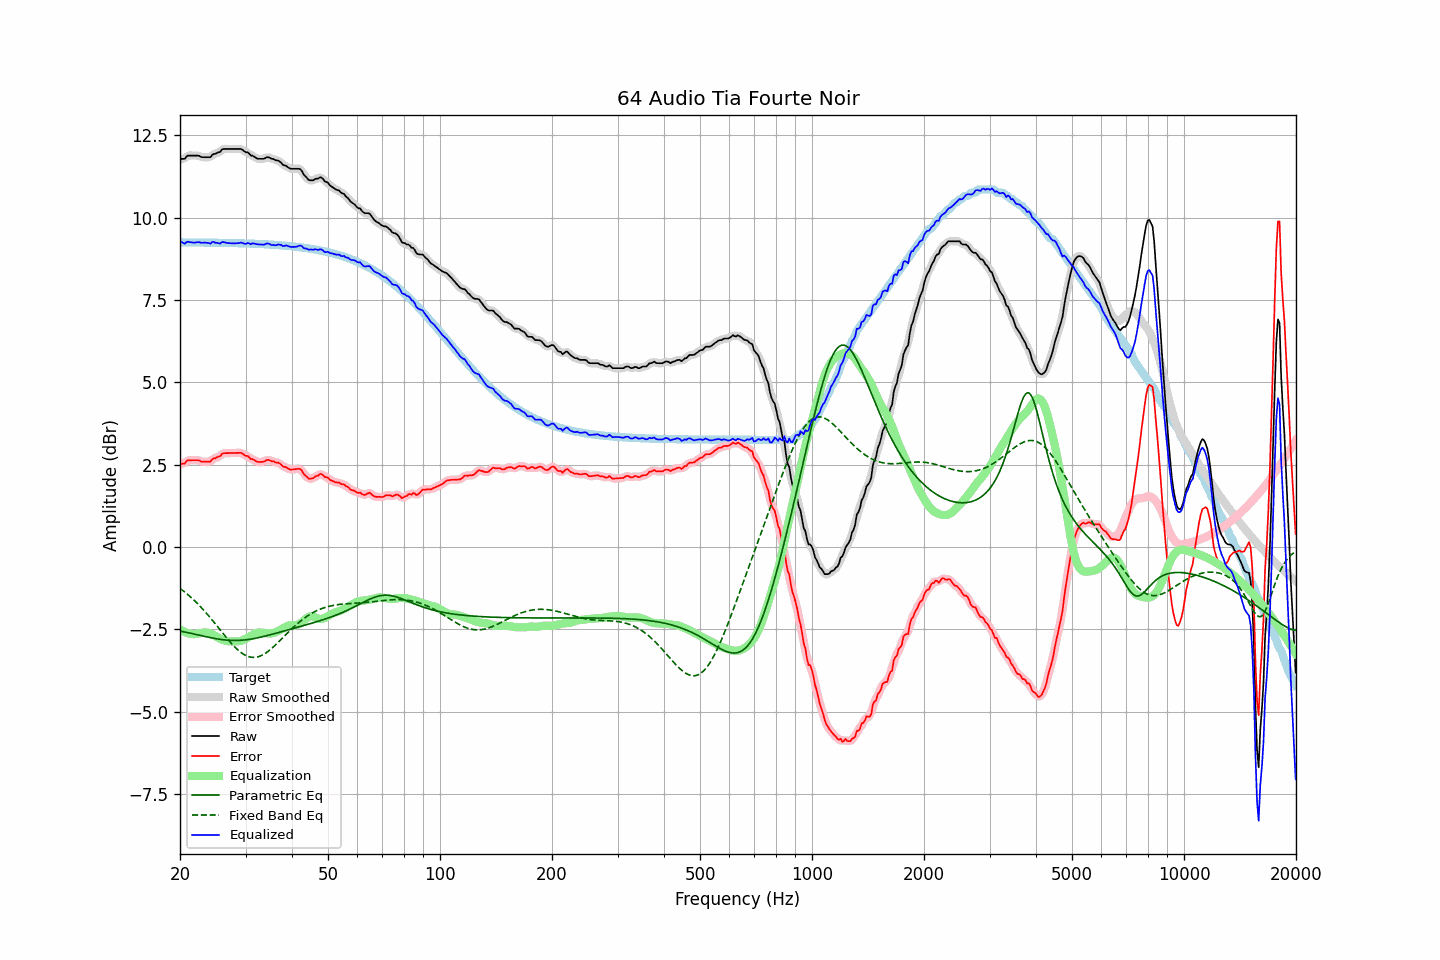 64 Audio Tia Fourte Noir
12.5
10.0
7.5
5.0
2.5
0.0
−2.5
−5.0
−7.5
Amplitude (dBr)
Target
Raw Smoothed
Error Smoothed
Raw
Error
Equalization
Parametric Eq
Fixed Band Eq
Equalized
20 50 100 200 500 1000 2000 5000 10000 20000
Frequency (Hz)